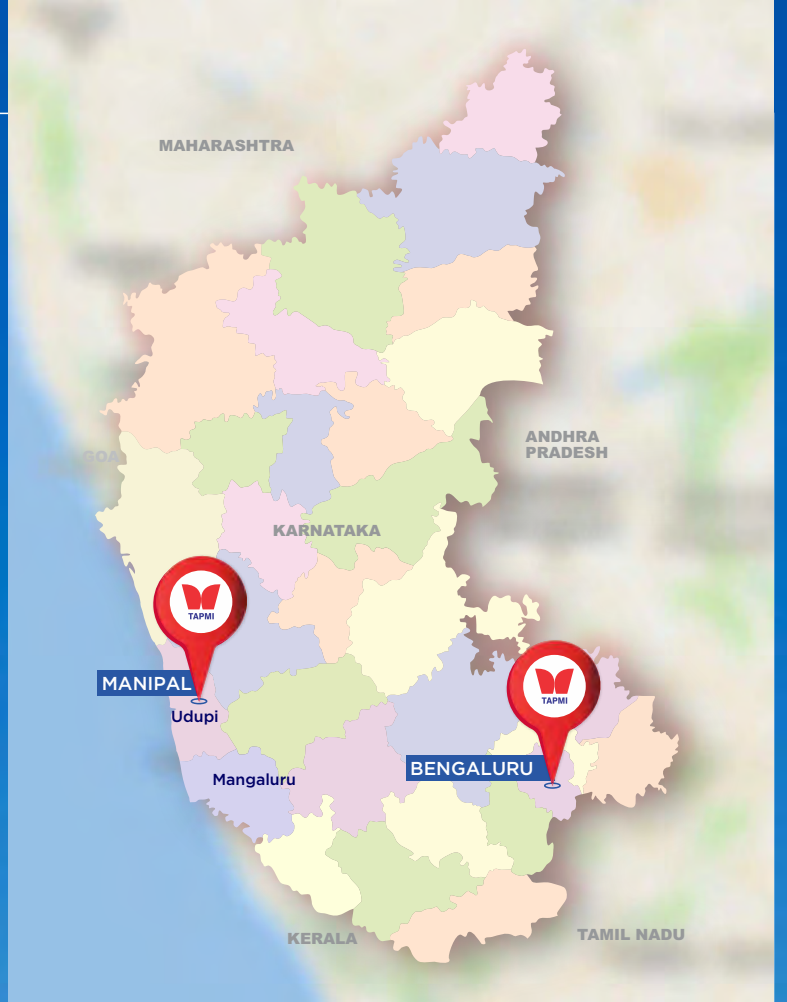 MAHARASHTRA
ANDHRA
PRADESH
GOA
KARNATAKA
TAPMI
MANIPAL
Udupi
TAPMI
BENGALURU
Mangaluru
KERALA
TAMIL NADU